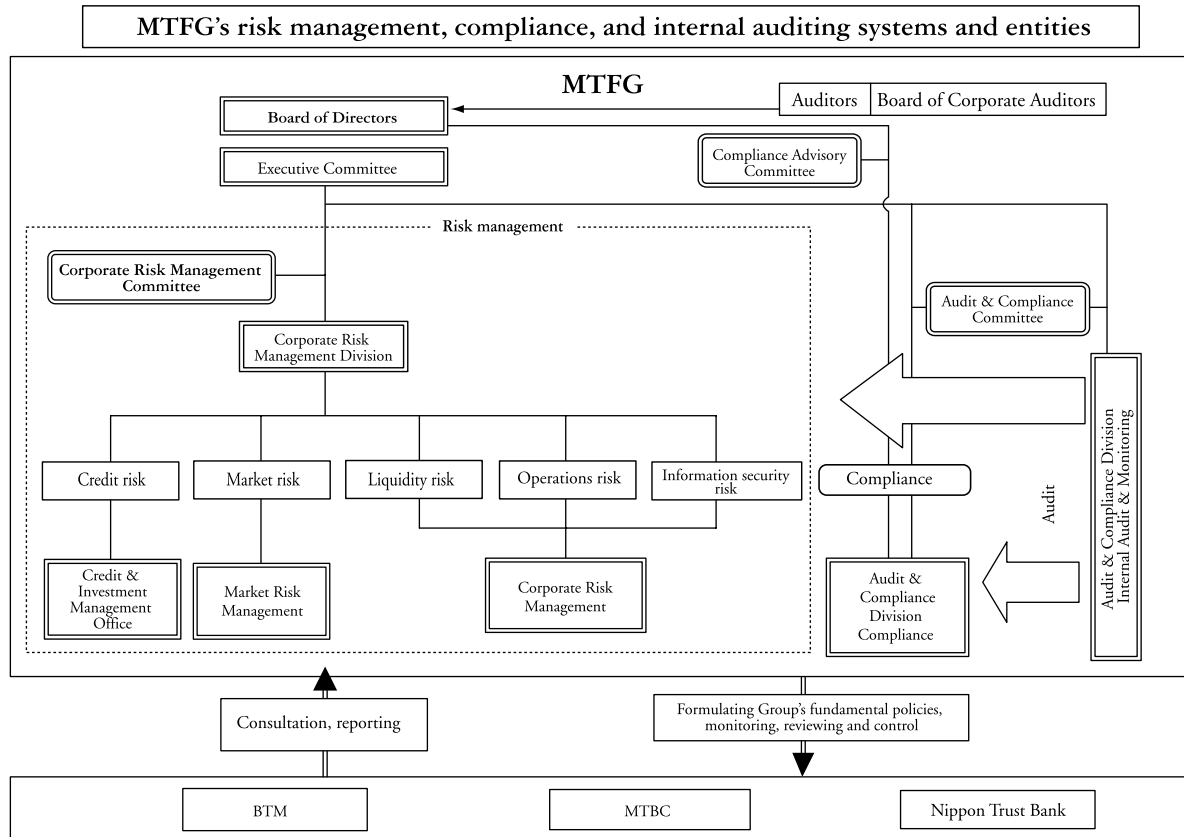 MTFG's risk management, compliance, and internal auditing systems and entities
MTFG
Auditors
Board of Corporate Auditors
Board of Directors
Compliance Advisory
Committee
Executive Committee
Risk management
Corporate Risk Management
Committee
Audit & Compliance
Committee
Corporate Risk
Management Division
Credit risk
Market risk
Liquidity risk
Operations risk
Information security
risk
Compliance
Audit
Audit & Compliance Division
Internal Audit & Monitoring
Credit &
Investment
Management
Office
Market Risk
Management
Corporate Risk
Management
Audit &
Compliance
Division
Compliance
Consultation, reporting
Formulating Group's fundamental policies,
monitoring, reviewing and control
BTM
MTBC
Nippon Trust Bank